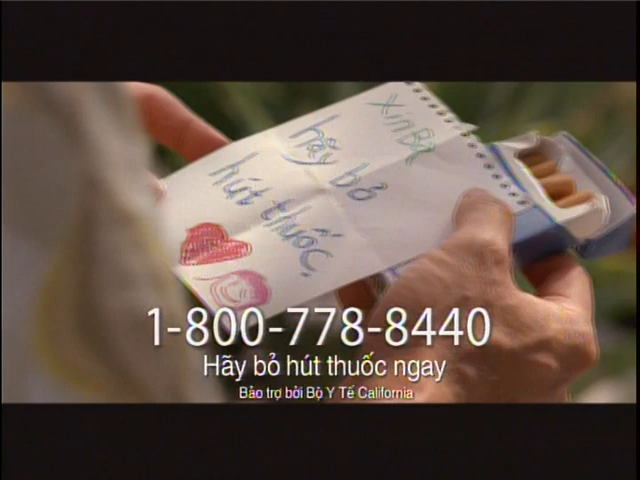 Xin Ba
hãy bỏ
hút thuốc.
1-800-778-8440
Hãy bỏ hút thuốc ngay
Bảo trợ bởi Bộ Y Tế California